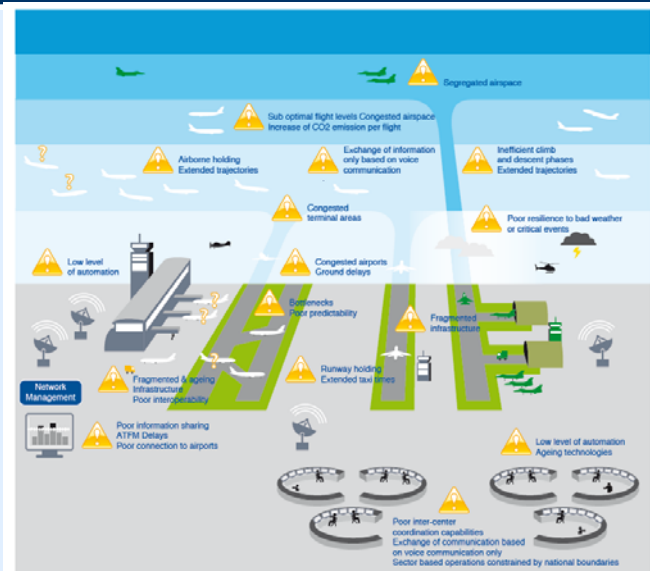 Segregated airspace
Sub optimal flight levels Congested airspace
Increase of CO2 emission per flight
Airborne holding
Extended trajectories
Exchange of information
only based on voice
communication
Inefficient climb
and descent phases
Extended trajectories
Congested
terminal areas
Poor resilience to bad weather
or critical events
Low level
of automation
Congested airports
Ground delays
Bottlenecks
Poor predictability
Fragmented
infrastructure
Fragmented & ageing
Infrastructure
Poor interoperability
Runway holding
Extended taxi times
Network
Management
Poor information sharing
ATFM Delays
Poor connection to airports
Low level of automation
Ageing technologies
Poor inter-center
coordination capabilities
Exchange of communication based
on voice communication only
Sector based operations constrained by national boundaries